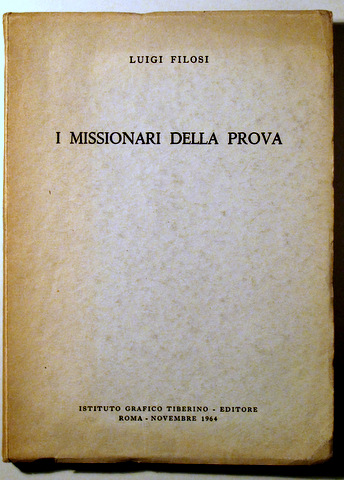 LUIGI FILOSI
I MISSIONARI DELLA PROVA
ISTITUTO GRAFICO TIBERINO - EDITORE
ROMA - NOVEMBRE 1964